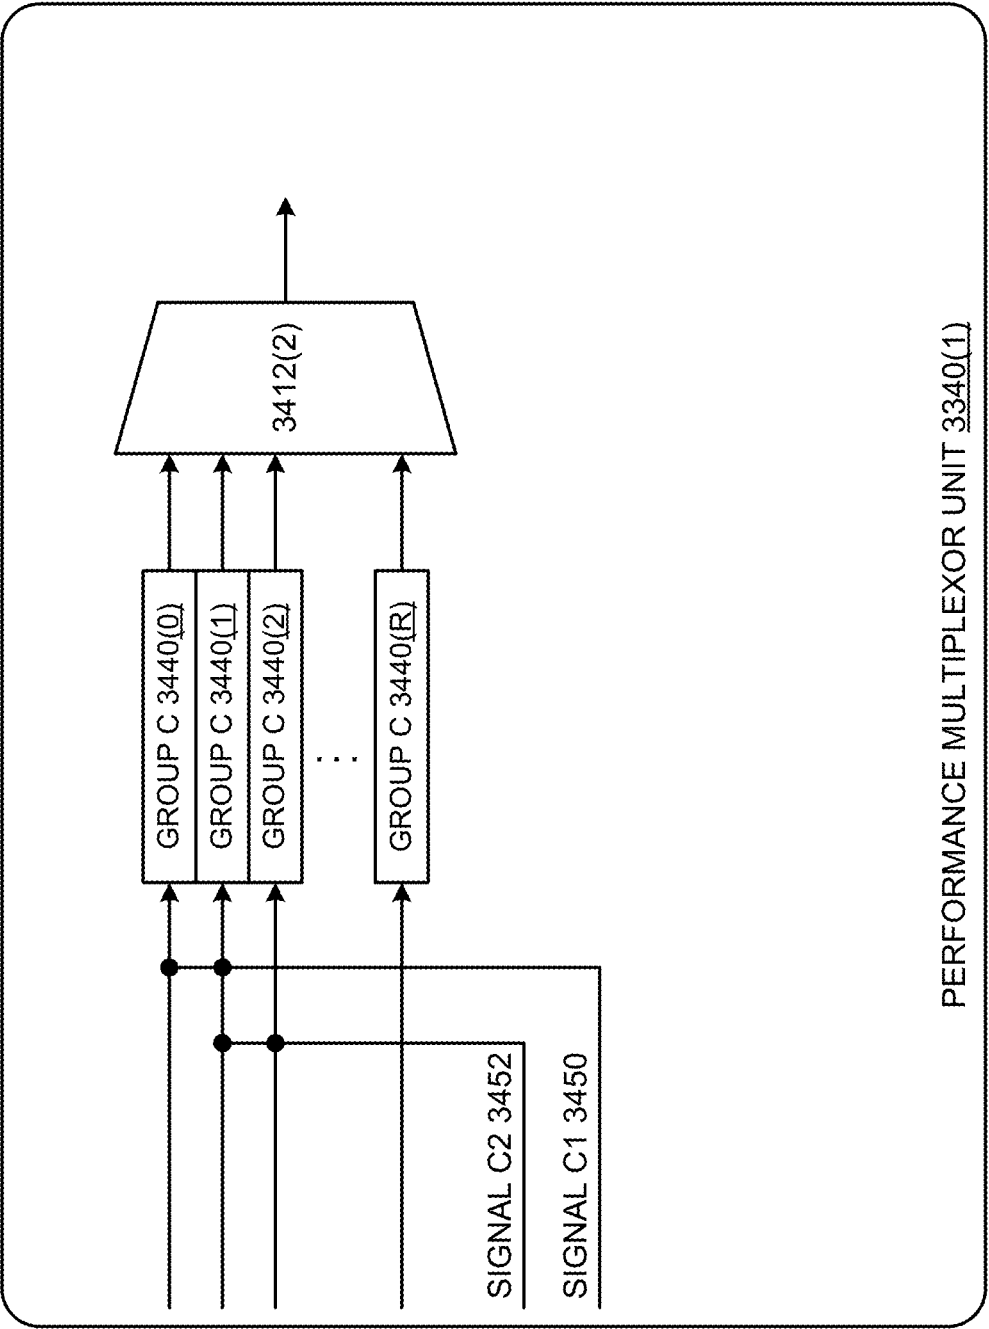 3412(2)
GROUP C 3440(0)
GROUP C 3440(1)
GROUP C 3440(2)
. . .
GROUP C 3440(R)
SIGNAL C2 3452
SIGNAL C1 3450
PERFORMANCE MULTIPLEXOR UNIT 3340(1)